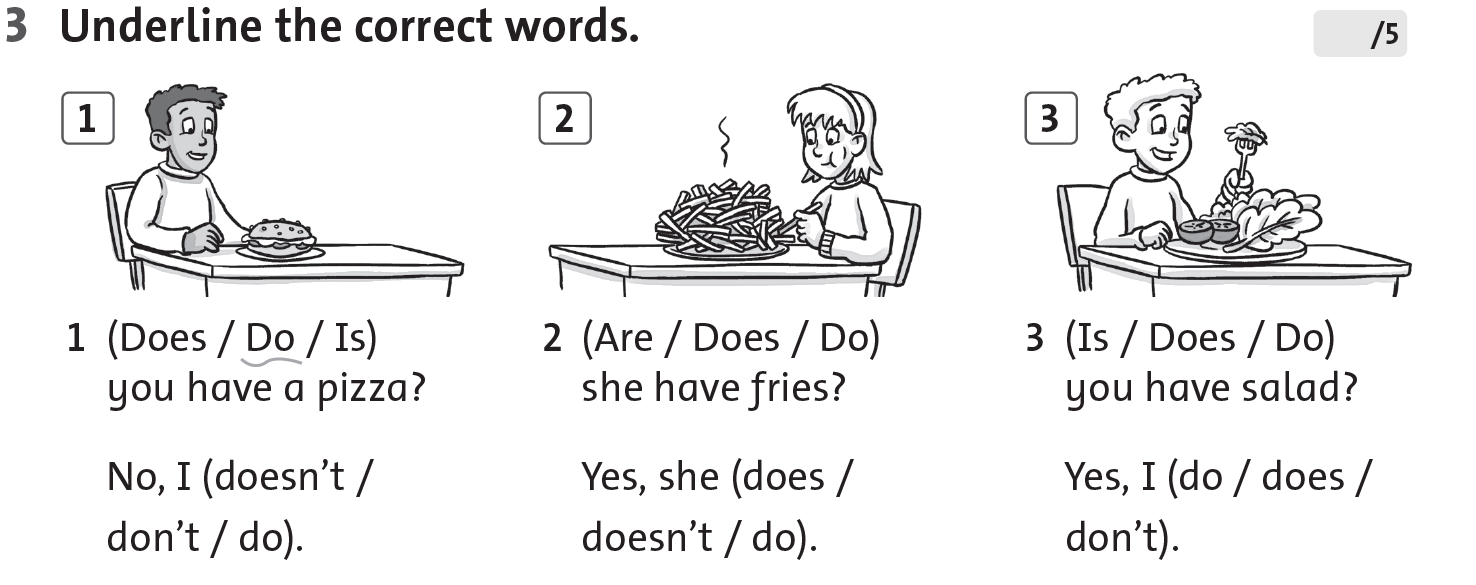 3 Underline the correct words.
/5
1
2
3
1 (Does / Do / Is)
you have a pizza?
No, I (doesn't /
don't / do).
2 (Are / Does / Do)
she have fries?
Yes, she (does /
doesn't / do).
3 (Is / Does / Do)
you have salad?
Yes, I (do / does /
don't).